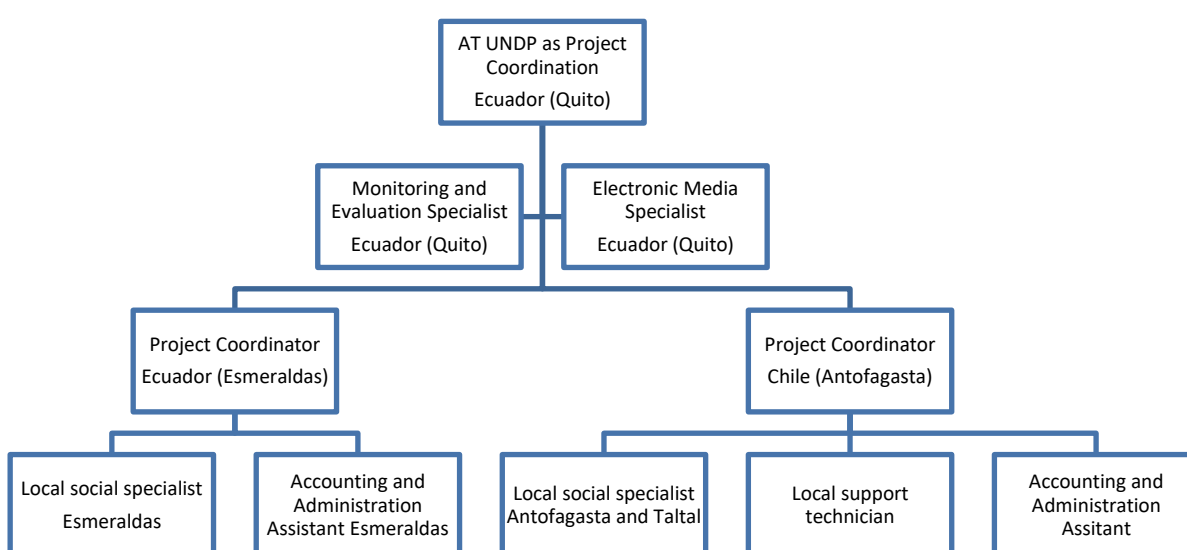 AT UNDP as Project
Coordination
Ecuador (Quito)
Monitoring and
Evaluation Specialist
Ecuador (Quito)
Electronic Media
Specialist
Ecuador (Quito)
Project Coordinator
Ecuador (Esmeraldas)
Project Coordinator
Chile (Antofagasta)
Local social specialist
Esmeraldas
Accounting and
Administration
Assistant Esmeraldas
Local social specialist
Antofagasta and Taltal
Local support
technician
Accounting and
Administration
Assitant